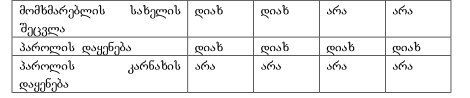 მომხმარებლის სახელის დიახ დიახ არა არა
შეცვლა
პაროლის დაყენება დიახ დიახ დიახ დიახ
პაროლის კარნახის არა არა არა არა
დაყენება